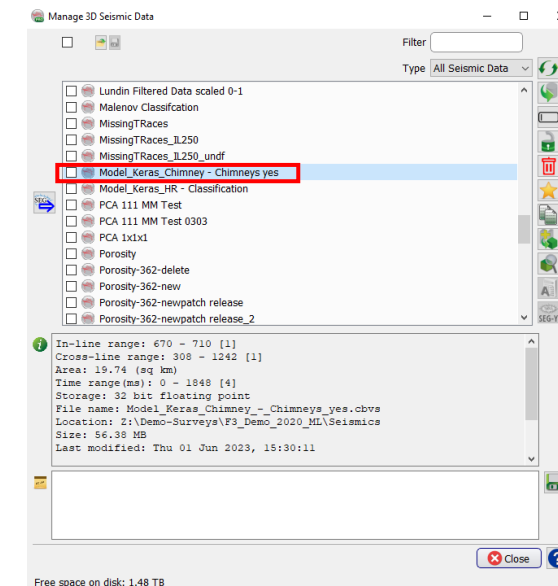 Manage 3D Seismic Data
Filter
Type All Seismic Data
Lundin Filtered Data scaled 0-1
Malenov Classifcation
MissingTRaces
MissingTRaces_IL250
MissingTRaces_IL250_undf
Model_Keras_Chimney - Chimneys yes
Model_Keras_HR - Classification
PCA 111 MM Test
SEG
PCA 111 MM Test 0303
PCA 1x1x1
Porosity
Porosity-362-delete
Porosity-362-new
A
Porosity-362-newpatch release
Porosity-362-newpatch release_2
SEG-Y
In-line range: 670 - 710 [1]
Cross-line range: 308 - 1242 [1]
Area: 19.74 (sq km)
Time range(ms): 0 - 1848 [4]
Storage: 32 bit floating point
File name: Model_Keras_Chimney_-_Chimneys_yes.cbvs
Location: Z:\Demo-Surveys\F3_Demo_2020_ML\Seismics
Size: 56.38 MB
Last modified: Thu 01 Jun 2023, 15:30:11
Close ?
Free space on disk: 1.48 TB